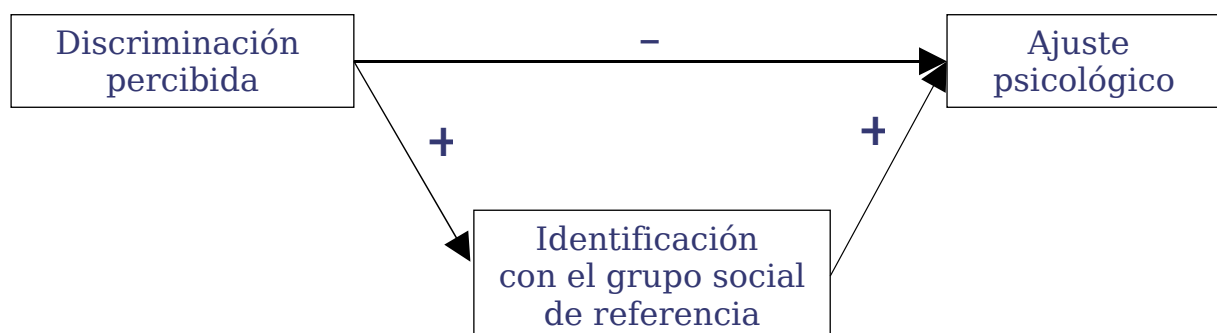 Discriminación
percibida
–
Ajuste
psicológico
+
+
Identificación
con el grupo social
de referencia